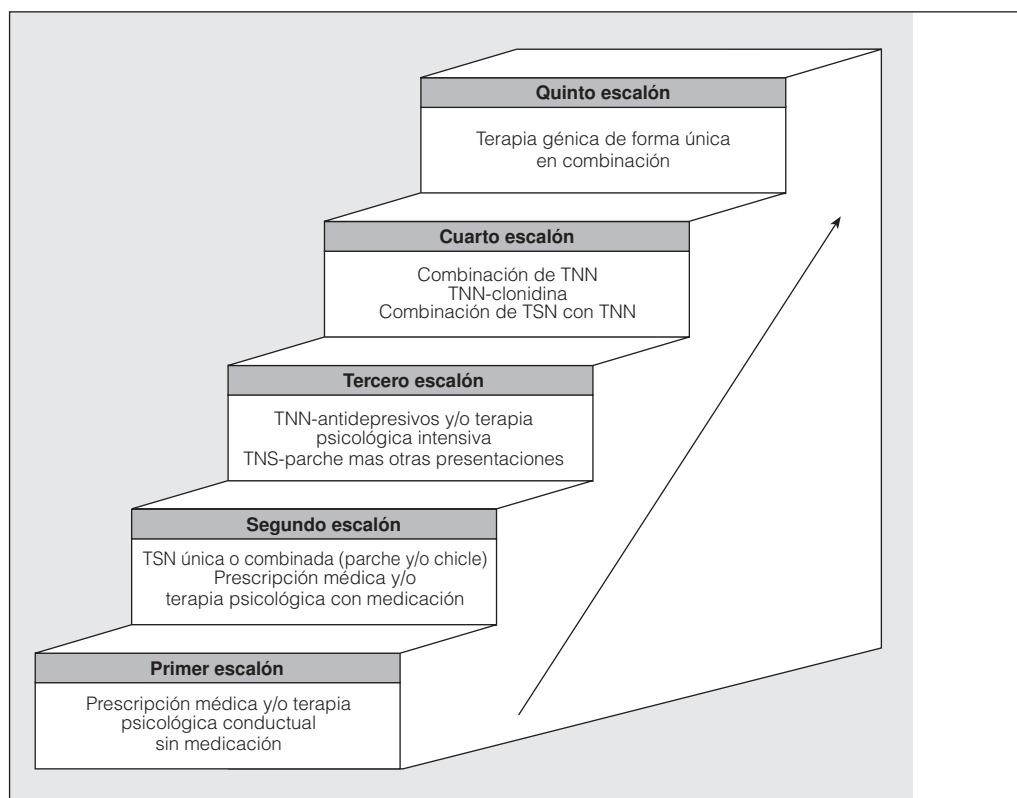 Quinto escalón
Terapia génica de forma única
en combinación
Cuarto escalón
Combinación de TNN
TNN-clonidina
Combinación de TSN con TNN
Tercero escalón
TNN-antidepresivos y/o terapia
psicológica intensiva
TNS-parche mas otras presentaciones
Segundo escalón
TSN única o combinada (parche y/o chicle)
Prescripción médica y/o
terapia psicológica con medicación
Primer escalón
Prescripción médica y/o terapia
psicológica conductual
sin medicación